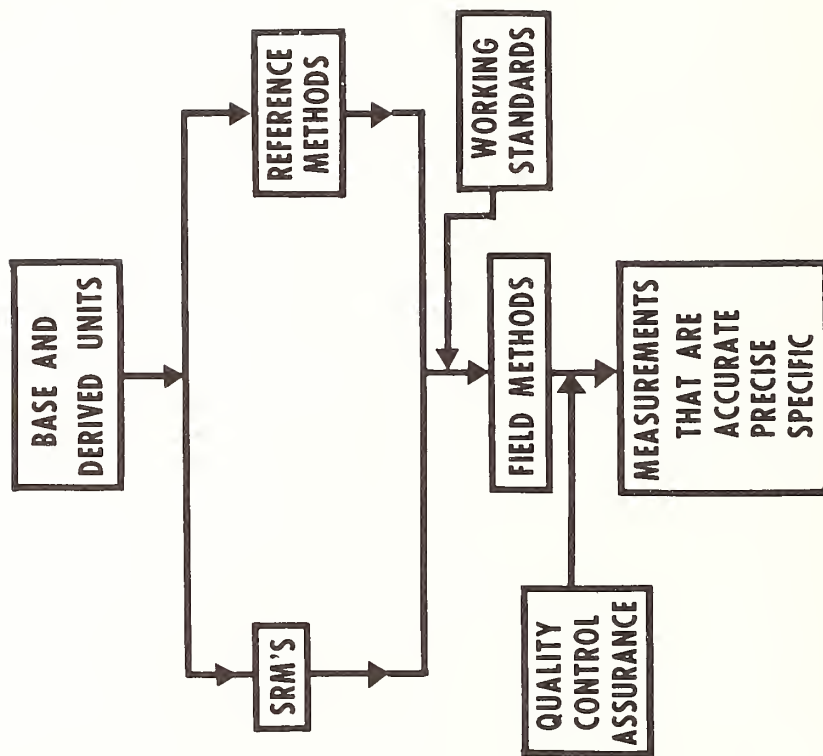 BASE AND
DERIVED UNITS
SRM'S
REFERENCE
METHODS
WORKING
STANDARDS
FIELD METHODS
QUALITY
CONTROL
ASSURANCE
MEASUREMENTS
THAT ARE
ACCURATE
PRECISE
SPECIFIC